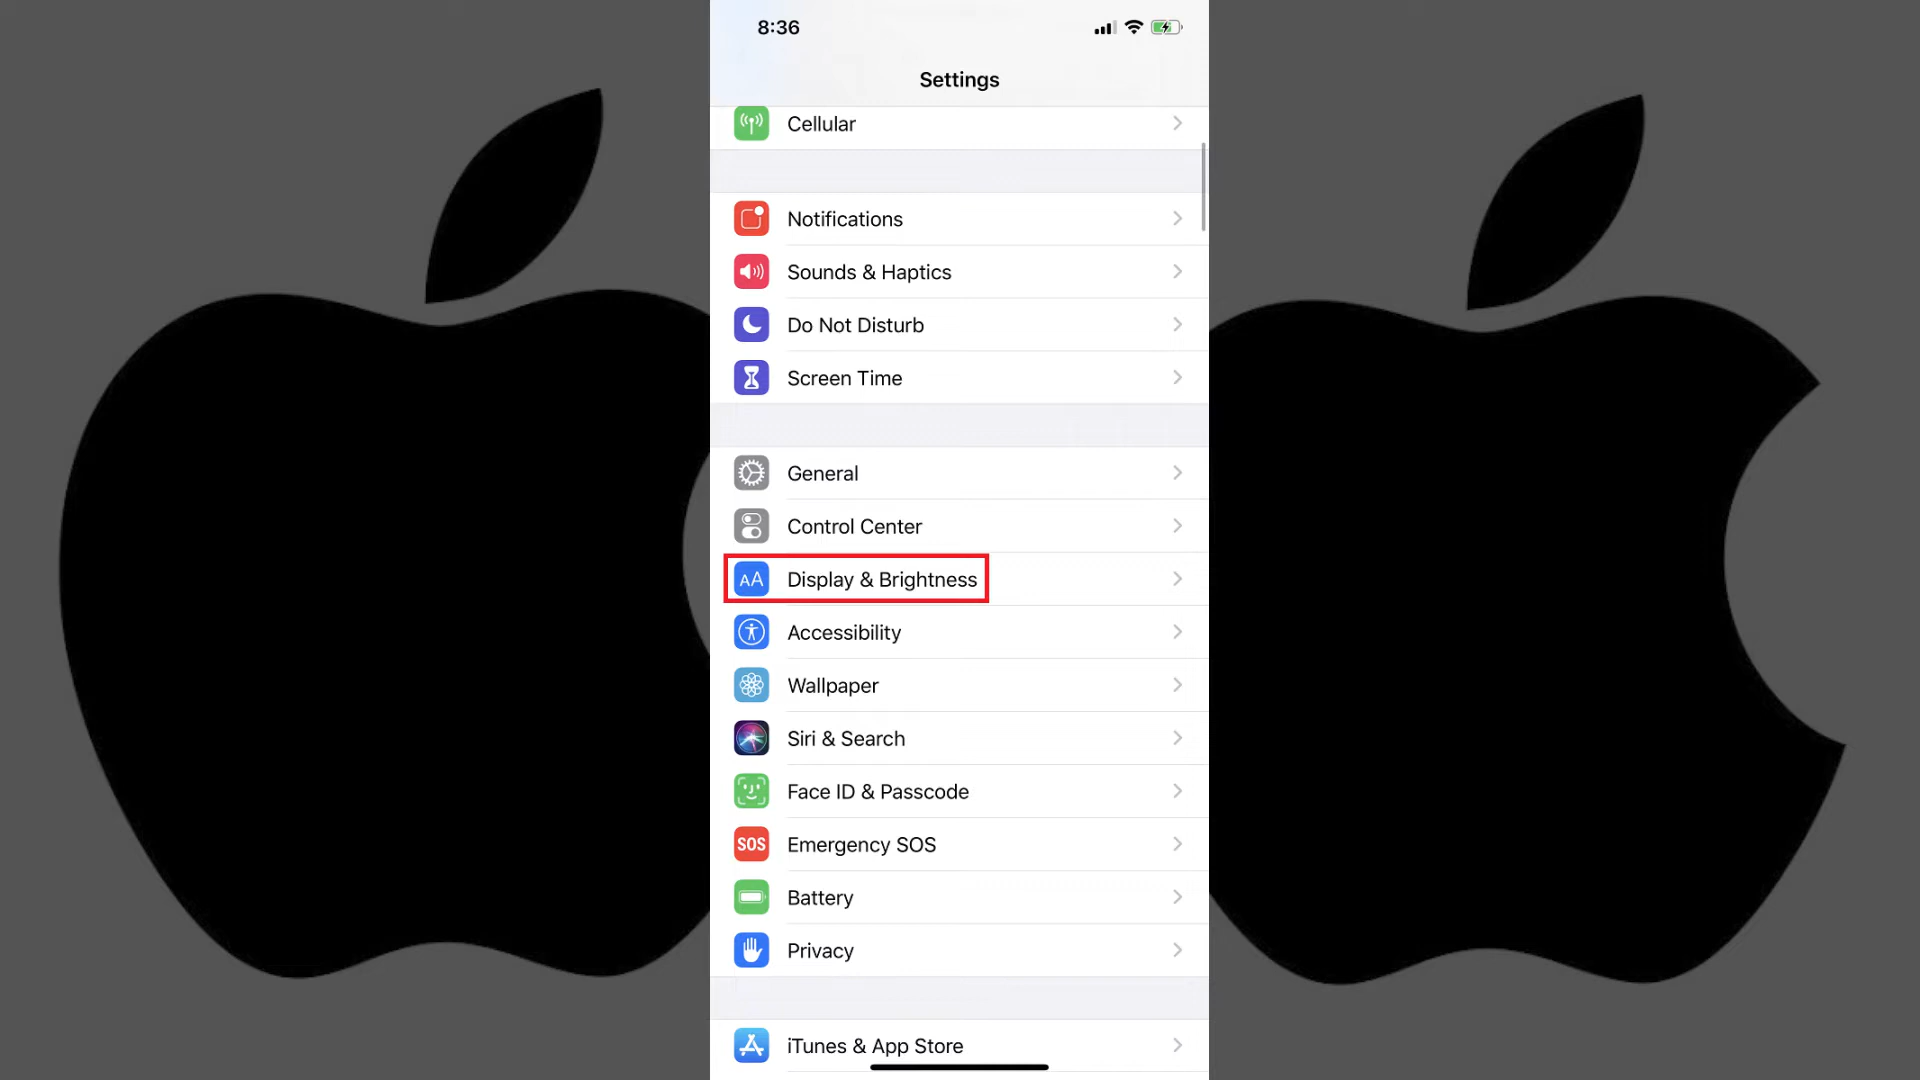 8:36
Settings
Cellular
Notifications
Sounds & Haptics
Do Not Disturb
Screen Time
General
Control Center
AA Display & Brightness
Accessibility
Wallpaper
Siri & Search
Face ID & Passcode
SOS Emergency SOS
Battery
Privacy
iTunes & App Store